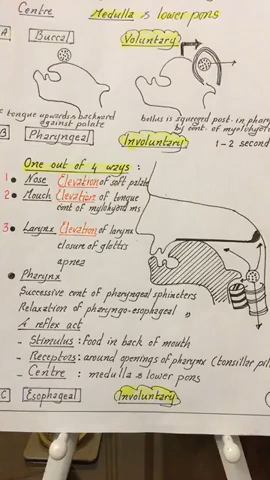 Centre Medulla & lower pons
A Buccal Voluntary
tongue upwards & backward
against palate
bollus is squeezed post. in phar
by cont. of mylohyoid
B Pharyngeal Involuntary 1-2 second
One out of 4 ways :
1 Nose Elevation of soft palate
2 Mouth Elevation of tongue
cont of mylohyoid ms
3 Larynx Elevation of larynx
closure of glottis
apnea
Pharynx
Successive cont of pharyngeal sphincters
Relaxation of pharyngo-esophageal "
A reflex act
_ Stimulus : food in back of mouth
_ Receptors : around openings of pharynx (tonsillar pil
_ Centre : medulla & lower pons
C Esophageal Involuntary